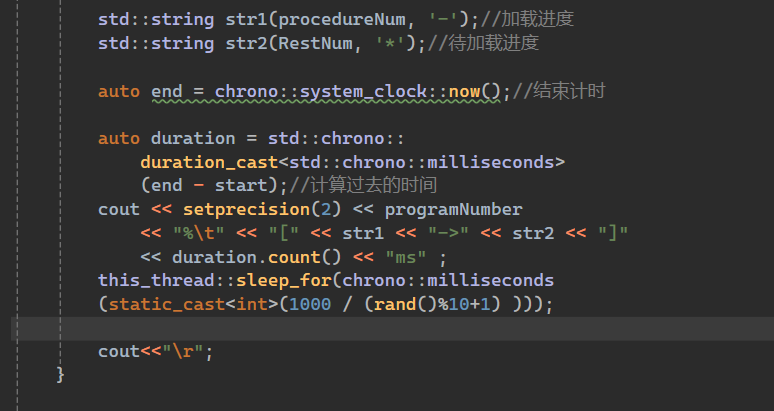 std::string str1(procedureNum, '-');//加载进度
std::string str2(RestNum, '*');//待加载进度
auto end = chrono::system_clock::now();//结束计时
auto duration = std::chrono::
duration_cast<std::chrono::milliseconds>
(end - start);//计算过去的时间
cout << setprecision(2) << programNumber
<< "%\t" << "[" << str1 << "->" << str2 << "]"
<< duration.count() << "ms" ;
this_thread::sleep_for(chrono::milliseconds
(static_cast<int>(1000 / (rand()%10+1) )));
cout<<"\r";
}